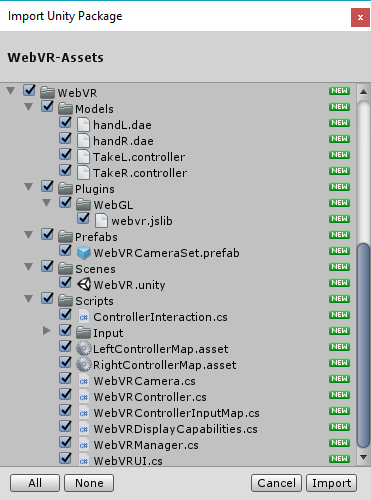 Import Unity Package x
WebVR-Assets
WebVR NEW
Models NEW
handL.dae NEW
handR.dae NEW
TakeL.controller NEW
TakeR.controller NEW
Plugins NEW
WebGL NEW
webvr.jslib NEW
Prefabs NEW
WebVRCameraSet.prefab NEW
Scenes NEW
WebVR.unity NEW
Scripts NEW
C# ControllerInteraction.cs NEW
Input NEW
LeftControllerMap.asset NEW
RightControllerMap.asset NEW
C# WebVRCamera.cs NEW
C# WebVRController.cs NEW
C# WebVRControllerInputMap.cs NEW
C# WebVRDisplayCapabilities.cs NEW
C# WebVRManager.cs NEW
C# WebVRUI.cs NEW
All None Cancel Import